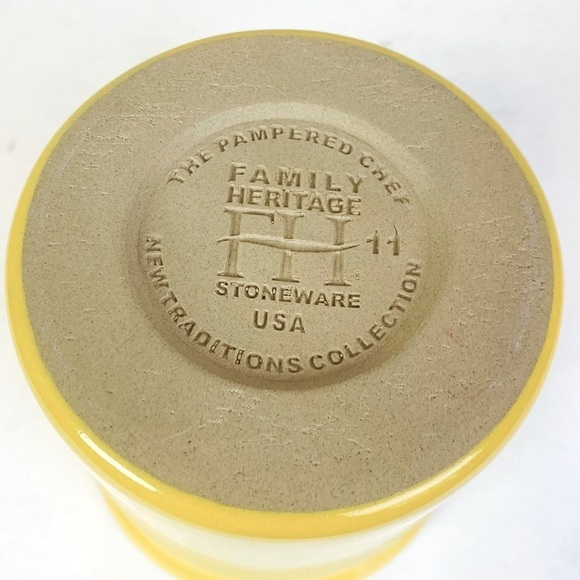 THE PAMPERED CHEF
FAMILY
HERITAGE
FH 11
STONEWARE
USA
NEW TRADITIONS COLLECTION